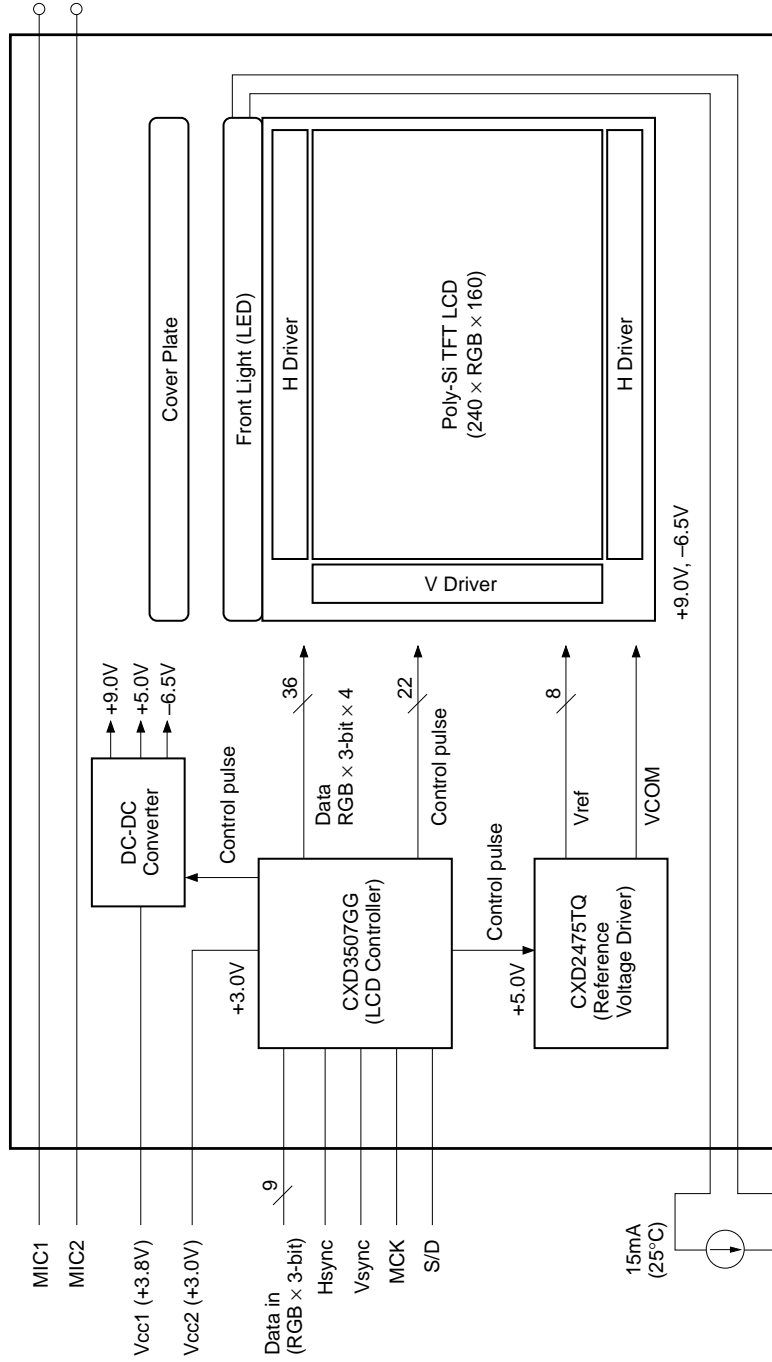 MIC1
MIC2
Vcc1 (+3.8V)
Vcc2 (+3.0V)
Data in
(RGB × 3-bit)
9
Hsync
Vsync
MCK
S/D
15mA
(25°C)
DC-DC
Converter
+9.0V
+5.0V
–6.5V
Control pulse
+3.0V
CXD3507GG
(LCD Controller)
36
Data
RGB × 3-bit × 4
22
Control pulse
Control pulse
+5.0V
CXD2475TQ
(Reference
Voltage Driver)
8
Vref
VCOM
Cover Plate
Front Light (LED)
H Driver
V Driver
Poly-Si TFT LCD
(240 × RGB × 160)
H Driver
+9.0V, –6.5V